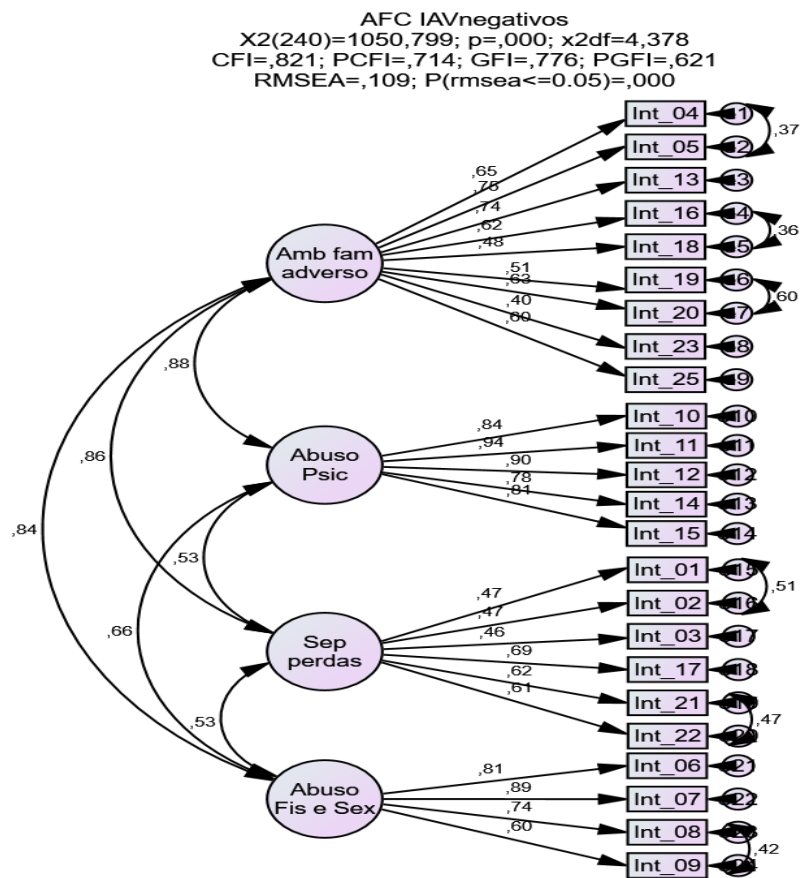 AFC IAVnegativos
X2(240)=1050,799; p=,000; x2df=4,378
CFI=,821; PCFI=,714; GFI=,776; PGFI=,621
RMSEA=,109; P(rmsea<=0.05)=,000
Int_04
,37
Int_05
,65
,75
Int_13
,74
Int_16
,62
,36
Int_18
,48
Amb fam
adverso
,51
Int_19
,63
,60
Int_20
,40
Int_23
,60
Int_25
,88
Int_10
,84
Int_11
,94
Abuso
Psic
,90
Int_12
,78
Int_14
,81
Int_15
,86
,84
,53
Int_01
,51
,47
Int_02
,47
Int_03
,46
Sep
perdas
,66
,69
Int_17
,62
Int_21
,61
,47
Int_22
,53
Int_06
,81
Abuso
Fis e Sex
,89
Int_07
,74
Int_08
,60
,42
Int_09